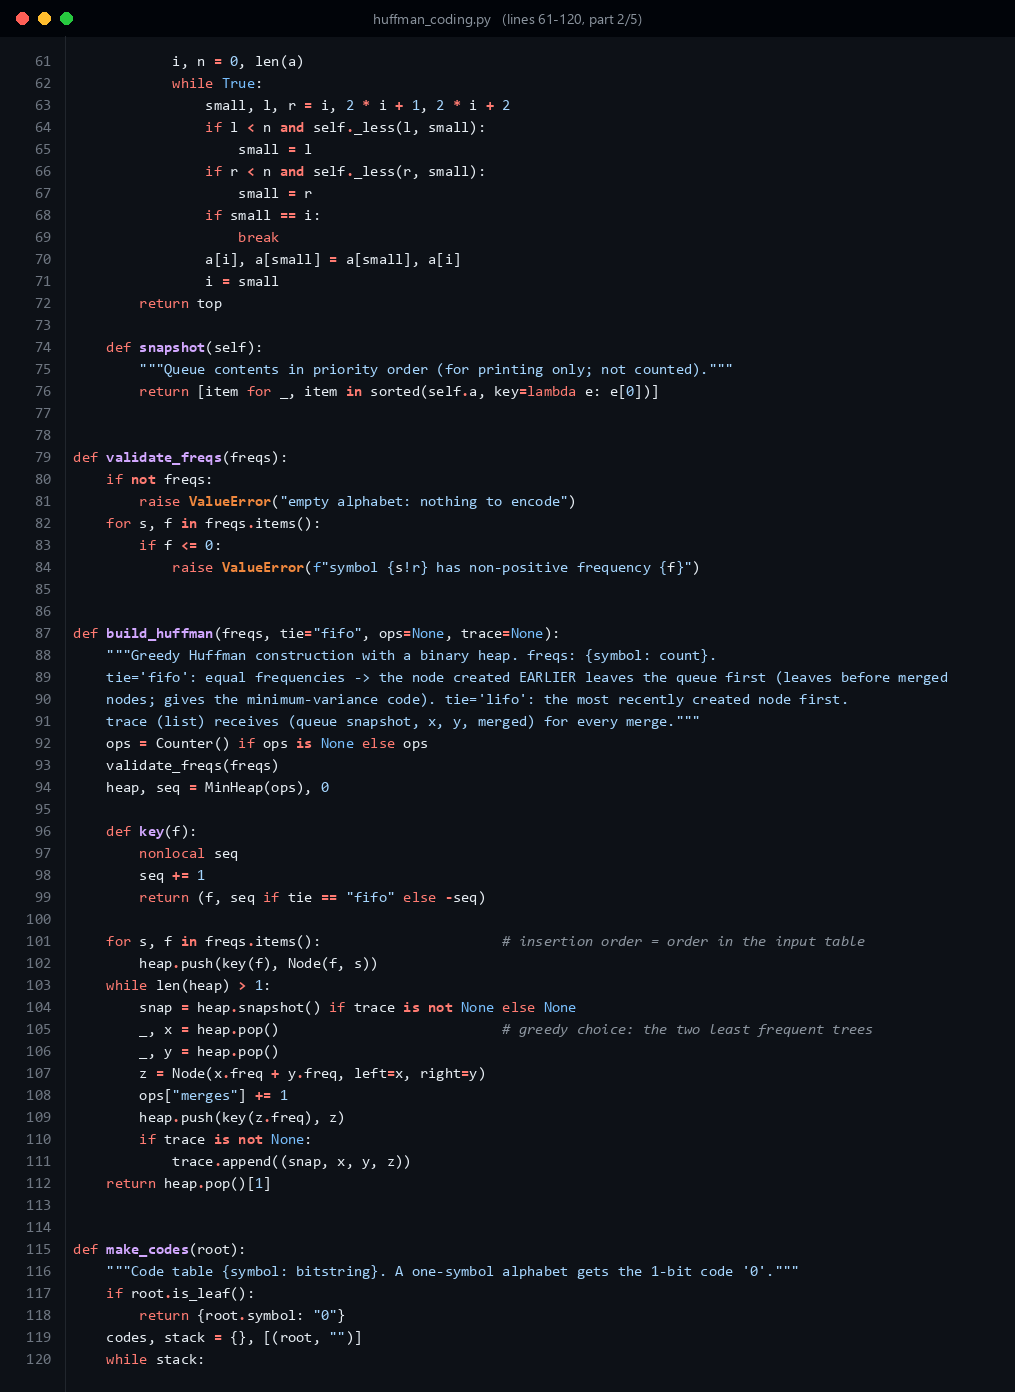 huffman_coding.py   (lines 61-120, part 2/5)
61             i, n = 0, len(a)
62             while True:
63                 small, l, r = i, 2 * i + 1, 2 * i + 2
64                 if l < n and self._less(l, small):
65                     small = l
66                 if r < n and self._less(r, small):
67                     small = r
68                 if small == i:
69                     break
70                 a[i], a[small] = a[small], a[i]
71                 i = small
72         return top
73
74     def snapshot(self):
75         """Queue contents in priority order (for printing only; not counted)."""
76         return [item for _, item in sorted(self.a, key=lambda e: e[0])]
77
78
79 def validate_freqs(freqs):
80     if not freqs:
81         raise ValueError("empty alphabet: nothing to encode")
82     for s, f in freqs.items():
83         if f <= 0:
84             raise ValueError(f"symbol {s!r} has non-positive frequency {f}")
85
86
87 def build_huffman(freqs, tie="fifo", ops=None, trace=None):
88     """Greedy Huffman construction with a binary heap. freqs: {symbol: count}.
89     tie='fifo': equal frequencies -> the node created EARLIER leaves the queue first (leaves before merged
90     nodes; gives the minimum-variance code). tie='lifo': the most recently created node first.
91     trace (list) receives (queue snapshot, x, y, merged) for every merge."""
92     ops = Counter() if ops is None else ops
93     validate_freqs(freqs)
94     heap, seq = MinHeap(ops), 0
95
96     def key(f):
97         nonlocal seq
98         seq += 1
99         return (f, seq if tie == "fifo" else -seq)
100
101     for s, f in freqs.items():                      # insertion order = order in the input table
102         heap.push(key(f), Node(f, s))
103     while len(heap) > 1:
104         snap = heap.snapshot() if trace is not None else None
105         _, x = heap.pop()                           # greedy choice: the two least frequent trees
106         _, y = heap.pop()
107         z = Node(x.freq + y.freq, left=x, right=y)
108         ops["merges"] += 1
109         heap.push(key(z.freq), z)
110         if trace is not None:
111             trace.append((snap, x, y, z))
112     return heap.pop()[1]
113
114
115 def make_codes(root):
116     """Code table {symbol: bitstring}. A one-symbol alphabet gets the 1-bit code '0'."""
117     if root.is_leaf():
118         return {root.symbol: "0"}
119     codes, stack = {}, [(root, "")]
120     while stack: